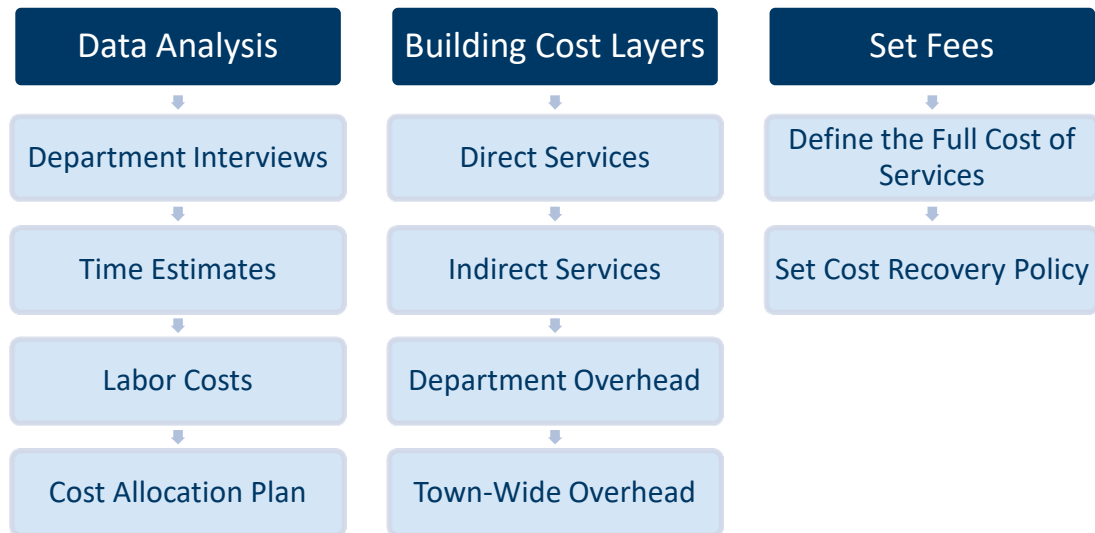 Data Analysis
Department Interviews
Time Estimates
Labor Costs
Cost Allocation Plan
Building Cost Layers
Direct Services
Indirect Services
Department Overhead
Town-Wide Overhead
Set Fees
Define the Full Cost of
Services
Set Cost Recovery Policy